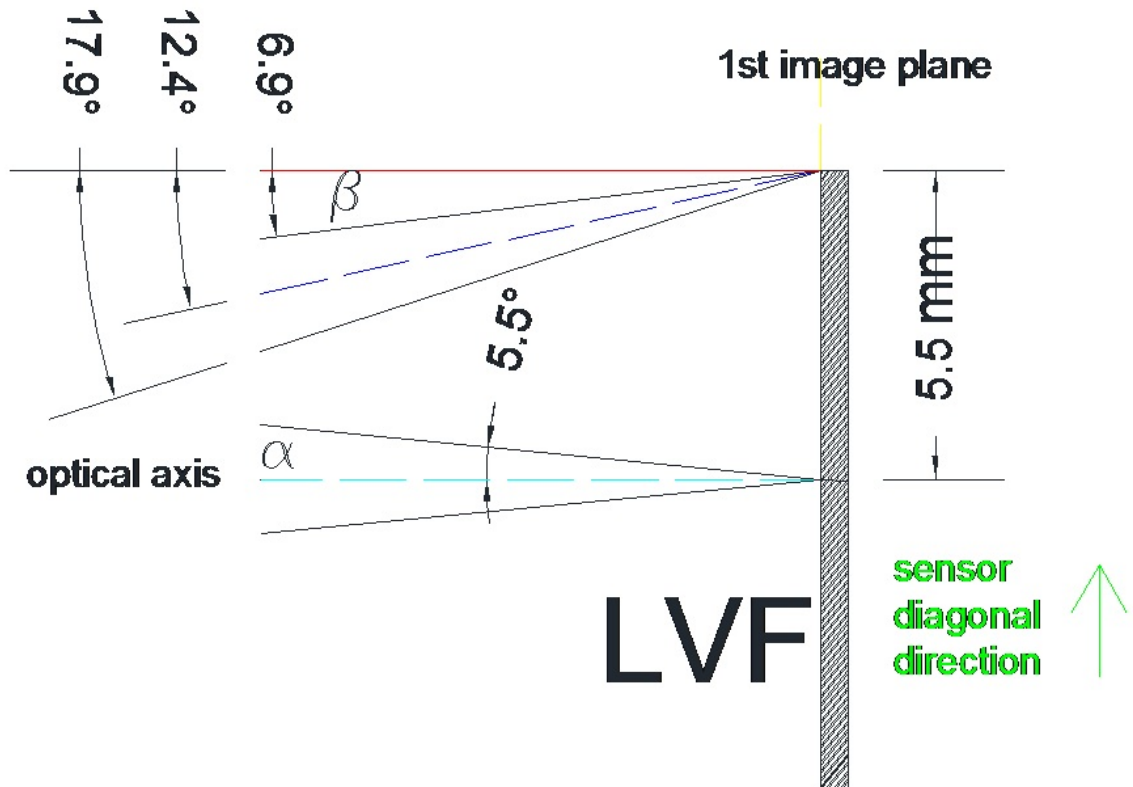 17.9°
12.4°
6.9°
1st image plane
β
5.5 mm
5.5°
α
optical axis
LVF
sensor
diagonal
direction